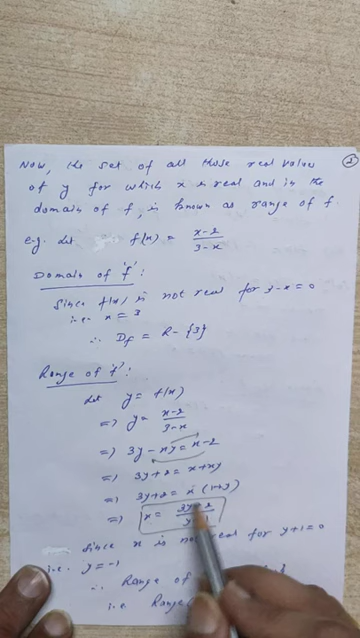 (2)
Now, the set of all those real values
of y for which x is real and in the
domain of f, is known as range of f.
e.g. Let f(x) = x-2 / 3-x
Domain of 'f':
Since f(x) is not real for 3-x=0
i.e. x = 3
∴ Df = R-{3}
Range of 'f':
Let y = f(x)
=> y = x-2 / 3-x
=> 3y - xy = x-2
=> 3y+2 = x+xy
=> 3y+2 = x(1+y)
=> x = 3y+2 /
Since x is not real for y+1=0
i.e. y = -1
∴ Range of
i.e. Range